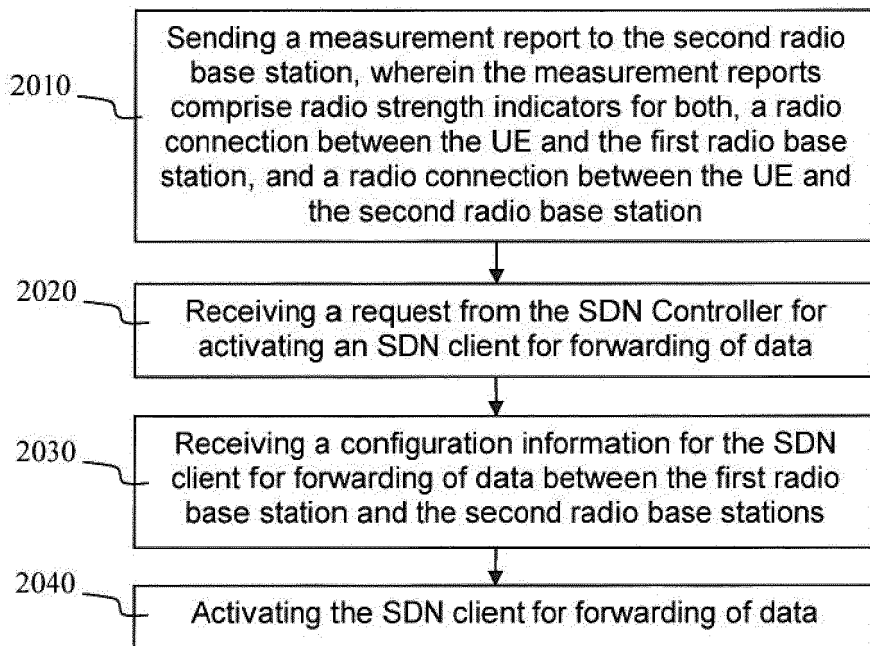 2010
Sending a measurement report to the second radio
base station, wherein the measurement reports
comprise radio strength indicators for both, a radio
connection between the UE and the first radio base
station, and a radio connection between the UE and
the second radio base station
2020
Receiving a request from the SDN Controller for
activating an SDN client for forwarding of data
2030
Receiving a configuration information for the SDN
client for forwarding of data between the first radio
base station and the second radio base stations
2040
Activating the SDN client for forwarding of data